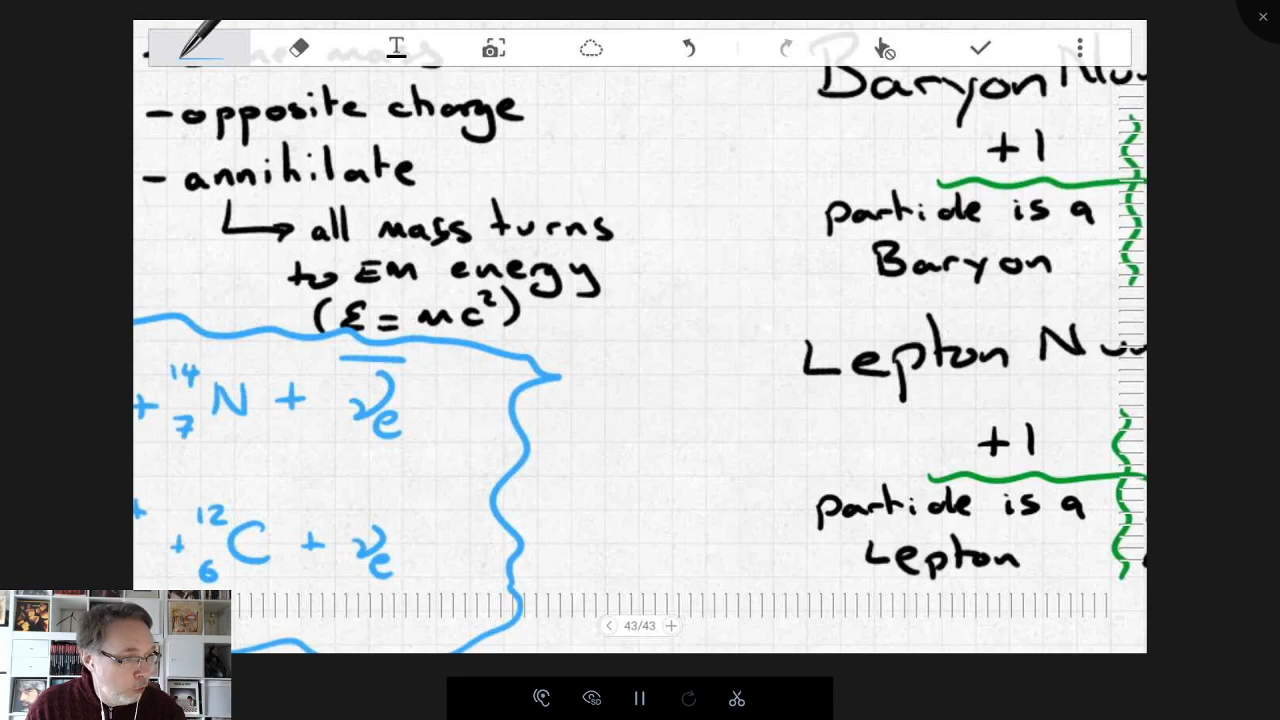 - opposite charge
- annihilate
↳ all mass turns
to EM energy
(E = mc²)
+ ¹⁴₇N + ν̅e
+ ¹²₆C + νe
Baryon
+1
particle is a
Baryon
Lepton
+1
particle is a
Lepton
43/43
SD
T